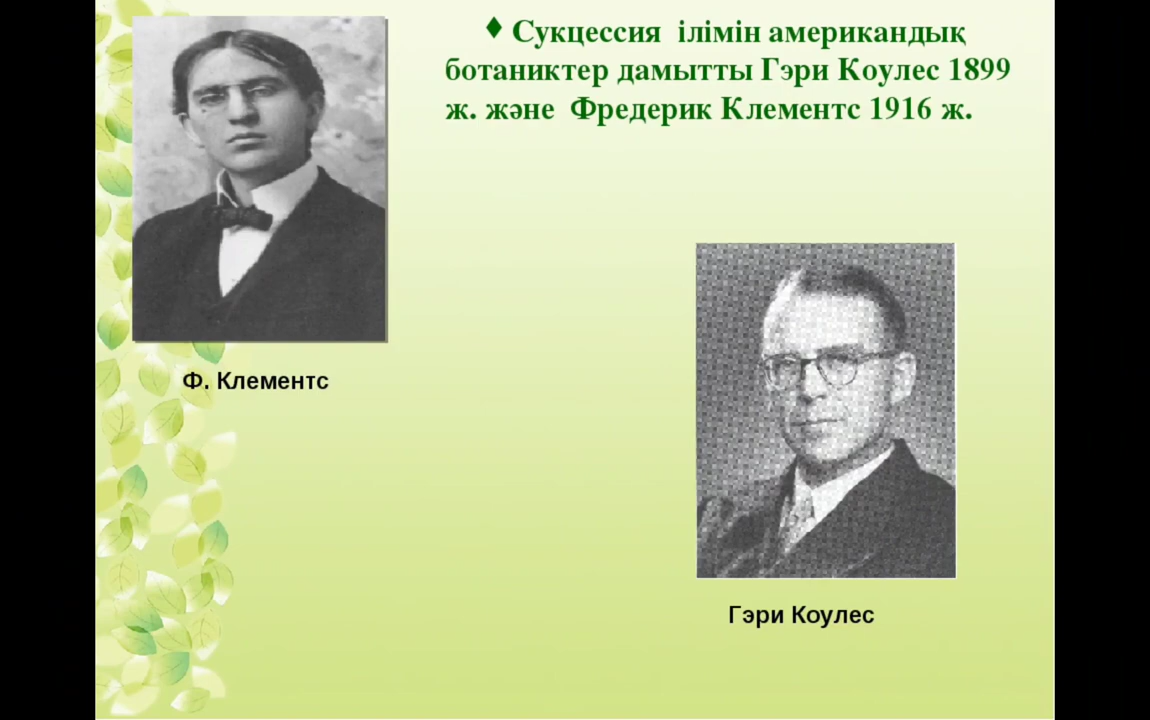 ♦ Сукцессия ілімін американдық
ботаниктер дамытты Гэри Коулес 1899
ж. және Фредерик Клементс 1916 ж.
Ф. Клементс
Гэри Коулес